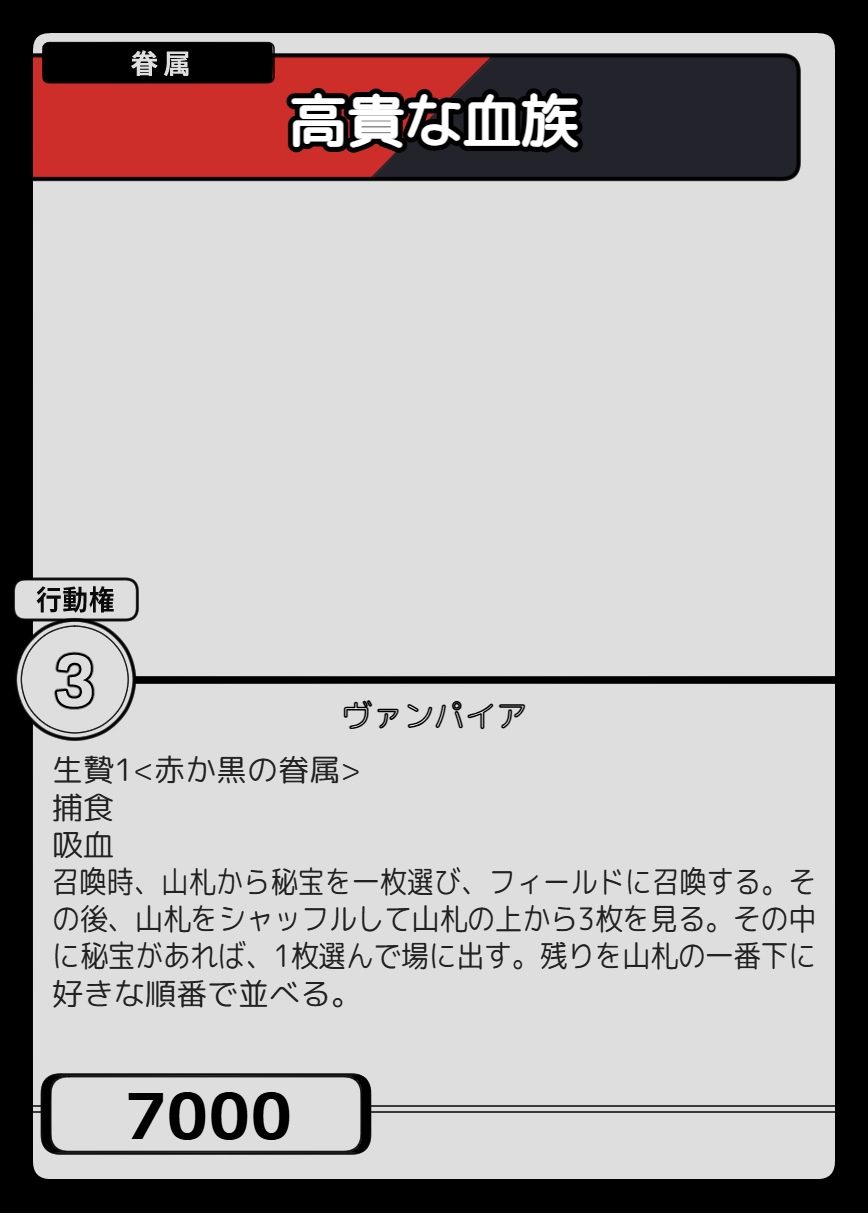 眷属
高貴な血族
行動権
3
ヴァンパイア
生贄1<赤か黒の眷属>
捕食
吸血
召喚時、山札から秘宝を一枚選び、フィールドに召喚する。そ
の後、山札をシャッフルして山札の上から3枚を見る。その中
に秘宝があれば、1枚選んで場に出す。残りを山札の一番下に
好きな順番で並べる。
7000